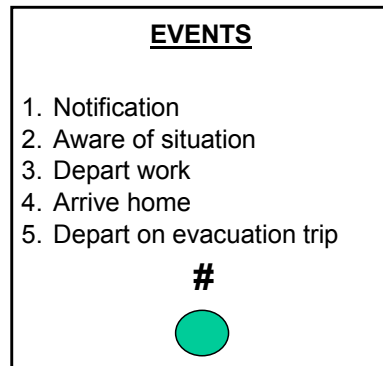 EVENTS
1. Notification
2. Aware of situation
3. Depart work
4. Arrive home
5. Depart on evacuation trip
#